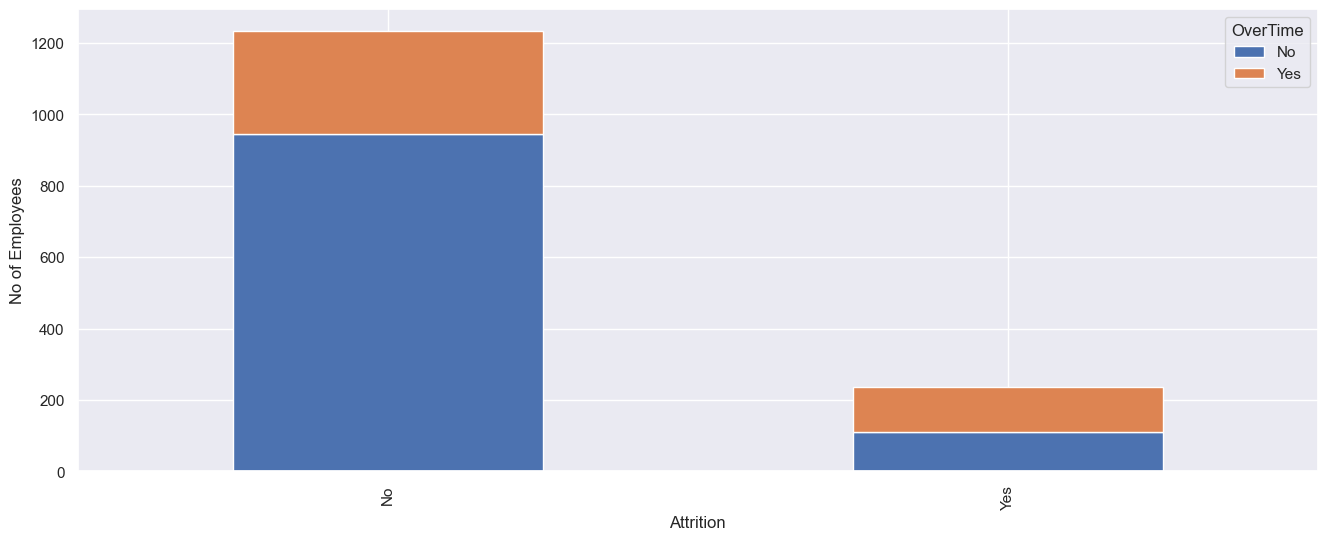 1200
1000
800
600
400
200
0
No of Employees
No
Yes
Attrition
OverTime
No
Yes